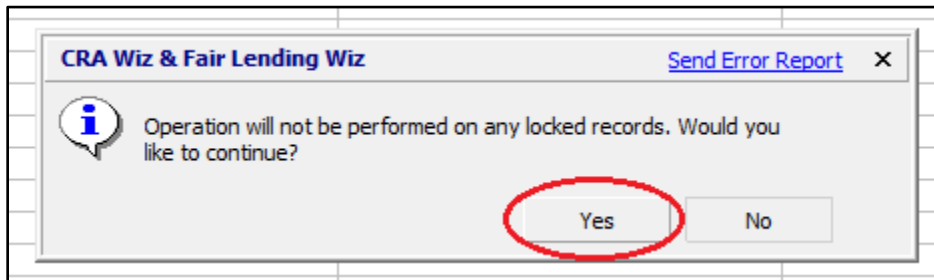 CRA Wiz & Fair Lending Wiz Send Error Report X
i
Operation will not be performed on any locked records. Would you
like to continue?
Yes No